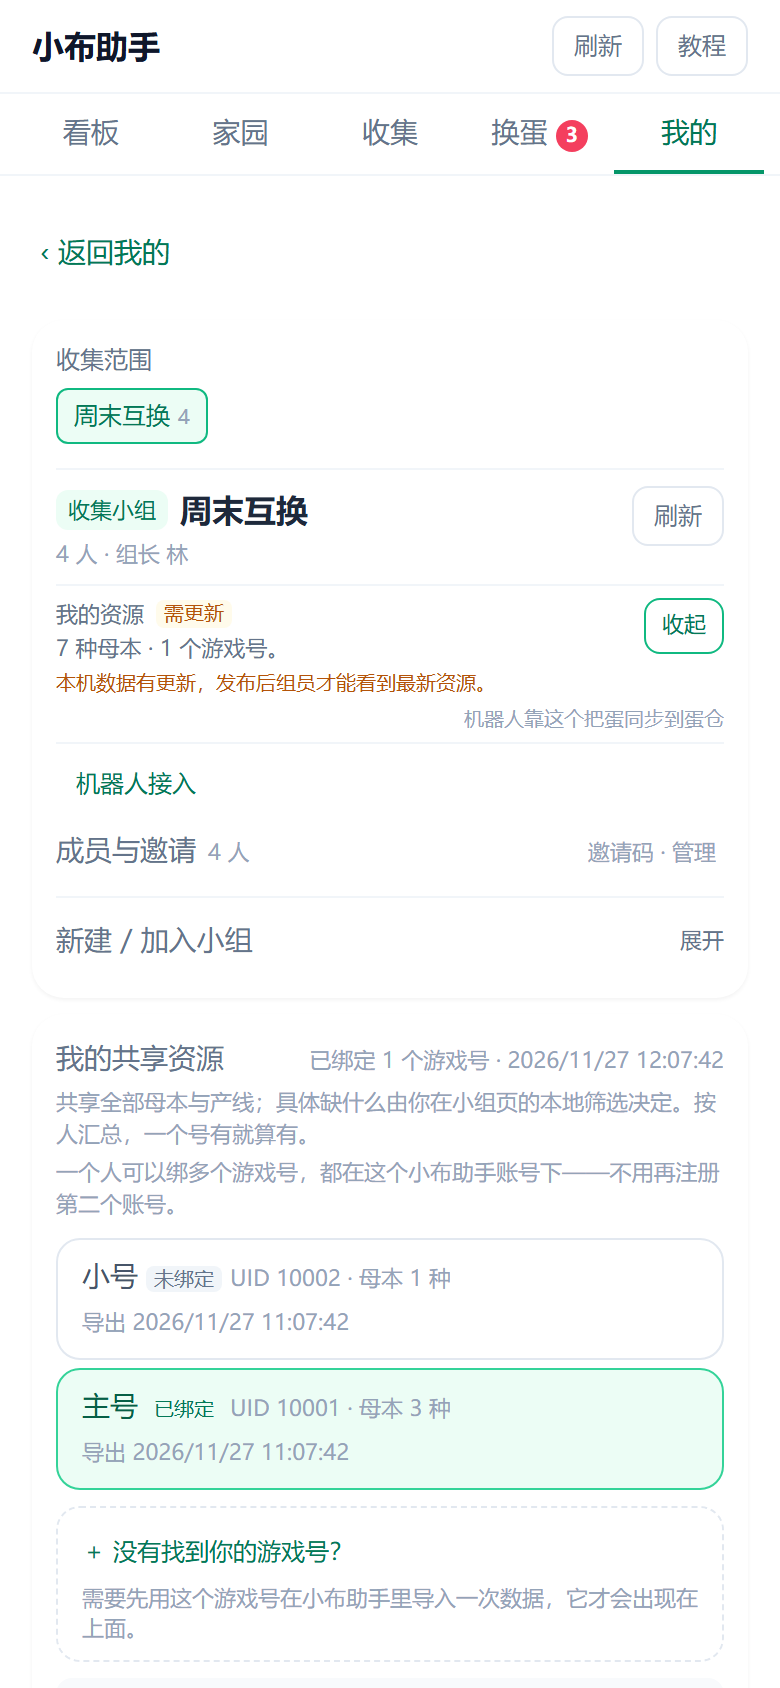 小布助手
刷新
教程
看板
家园
收集
换蛋 3
我的
‹ 返回我的
收集范围
周末互换 4
收集小组 周末互换
刷新
4 人 · 组长 林
我的资源 需更新
收起
7 种母本 · 1 个游戏号。
本机数据有更新，发布后组员才能看到最新资源。
机器人靠这个把蛋同步到蛋仓
机器人接入
成员与邀请 4 人
邀请码 · 管理
新建 / 加入小组
展开
我的共享资源
已绑定 1 个游戏号 · 2026/11/27 12:07:42
共享全部母本与产线；具体缺什么由你在小组页的本地筛选决定。按
人汇总，一个号有就算有。
一个人可以绑多个游戏号，都在这个小布助手账号下——不用再注册
第二个账号。
小号 未绑定 UID 10002 · 母本 1 种
导出 2026/11/27 11:07:42
主号 已绑定 UID 10001 · 母本 3 种
导出 2026/11/27 11:07:42
+ 没有找到你的游戏号？
需要先用这个游戏号在小布助手里导入一次数据，它才会出现在
上面。